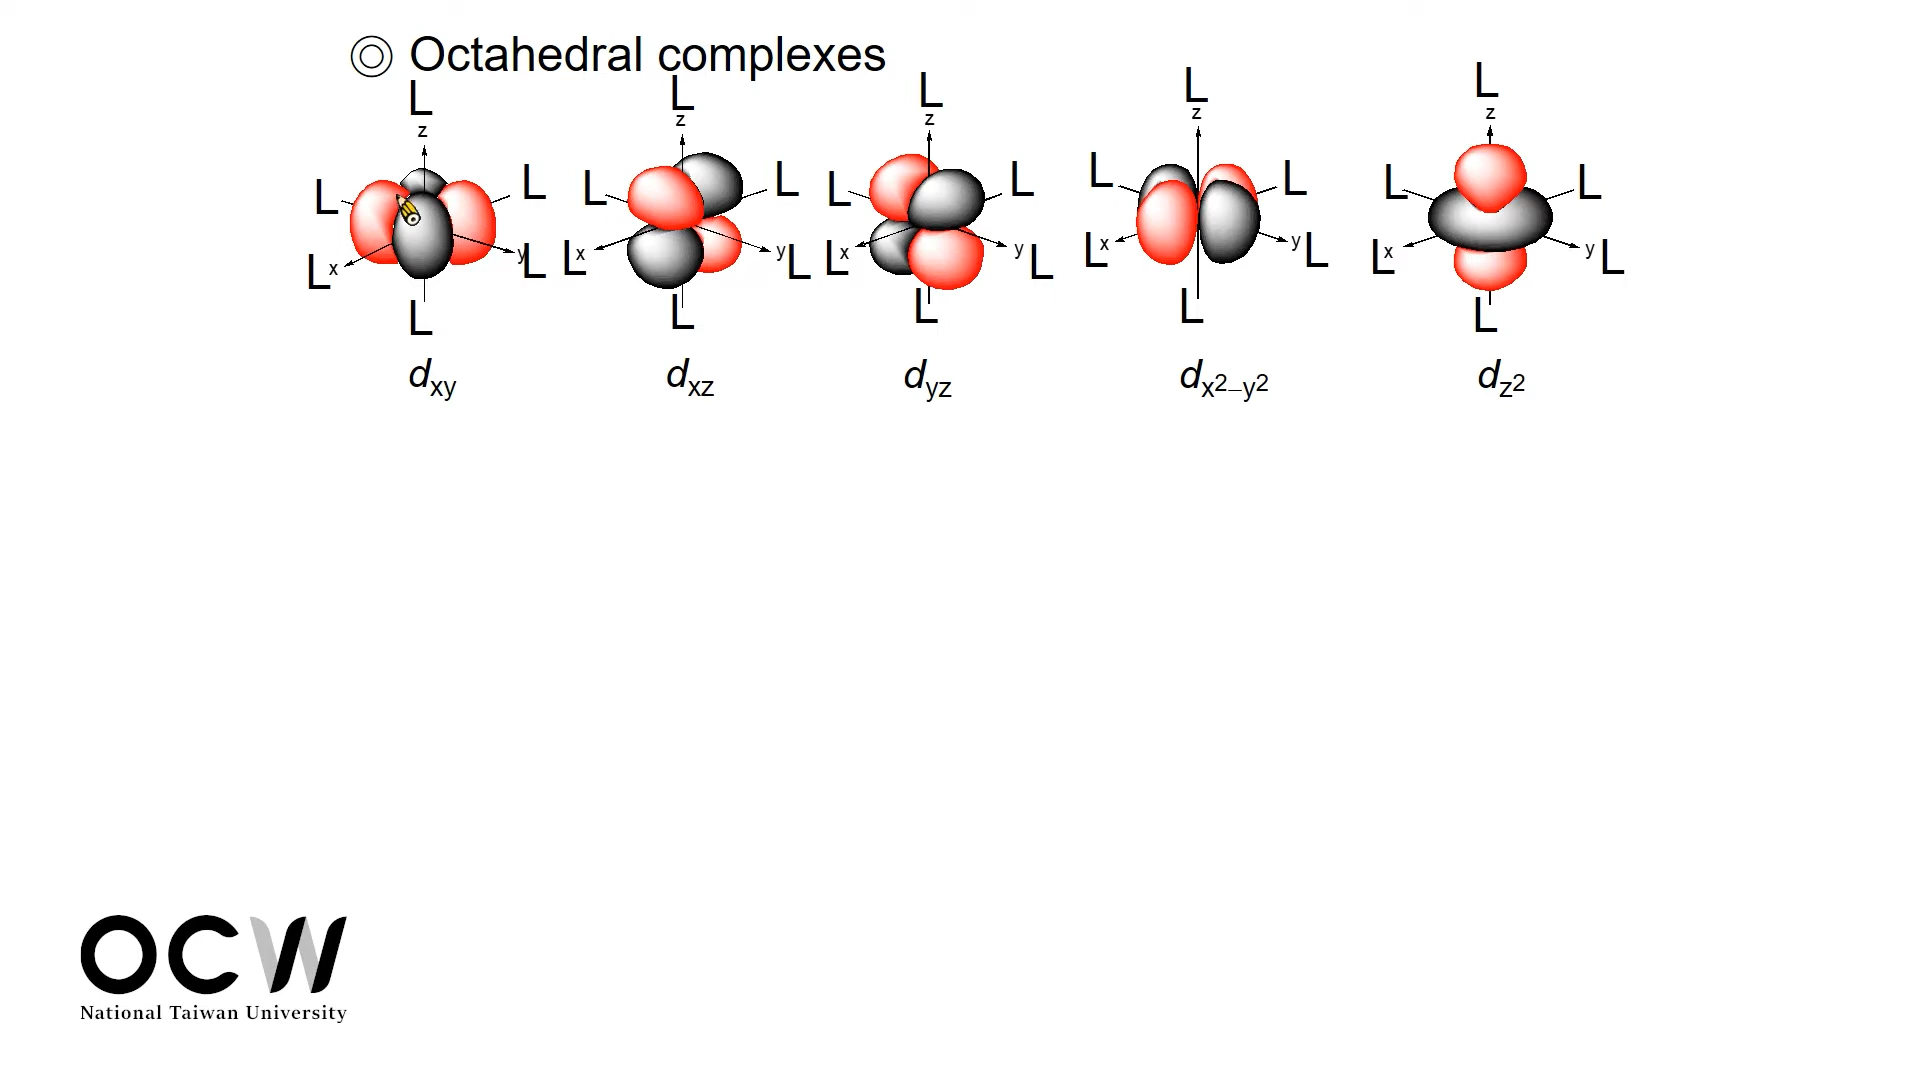 ◎ Octahedral complexes
L L L L L
z z z z z
L L L L L L L L L L
L x y L L x y L L x y L L x y L L x y L
L L L L L
dxy dxz dyz dx2–y2 dz2
OCW
National Taiwan University